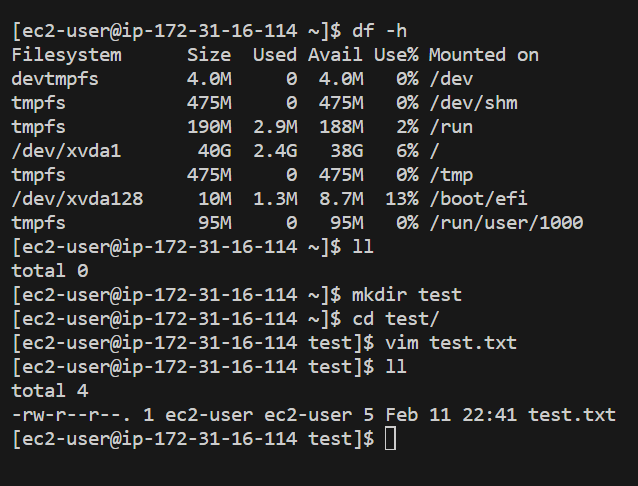 [ec2-user@ip-172-31-16-114 ~]$ df -h
Filesystem      Size  Used Avail Use% Mounted on
devtmpfs        4.0M     0  4.0M   0% /dev
tmpfs           475M     0  475M   0% /dev/shm
tmpfs           190M  2.9M  188M   2% /run
/dev/xvda1       40G  2.4G   38G   6% /
tmpfs           475M     0  475M   0% /tmp
/dev/xvda128     10M  1.3M  8.7M  13% /boot/efi
tmpfs            95M     0   95M   0% /run/user/1000
[ec2-user@ip-172-31-16-114 ~]$ ll
total 0
[ec2-user@ip-172-31-16-114 ~]$ mkdir test
[ec2-user@ip-172-31-16-114 ~]$ cd test/
[ec2-user@ip-172-31-16-114 test]$ vim test.txt
[ec2-user@ip-172-31-16-114 test]$ ll
total 4
-rw-r--r--. 1 ec2-user ec2-user 5 Feb 11 22:41 test.txt
[ec2-user@ip-172-31-16-114 test]$